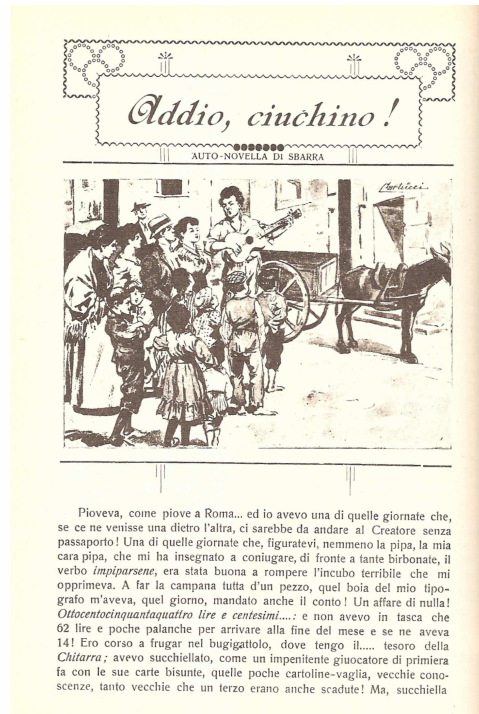 Addio, ciuchino !
AUTO-NOVELLA DI SBARRA
Carlucci
Pioveva, come piove a Roma... ed io avevo una di quelle giornate che,
se ce ne venisse una dietro l'altra, ci sarebbe da andare al Creatore senza
passaporto ! Una di quelle giornate che, figuratevi, nemmeno la pipa, la mia
cara pipa, che mi ha insegnato a coniugare, di fronte a tante birbonate, il
verbo impiparsene, era stata buona a rompere l'incubo terribile che mi
opprimeva. A far la campana tutta d'un pezzo, quel boia del mio tipo-
grafo m'aveva, quel giorno, mandato anche il conto ! Un affare di nulla !
Ottocentocinquantaquattro lire e centesimi....: e non avevo in tasca che
62 lire e poche palanche per arrivare alla fine del mese e se ne aveva
14 ! Ero corso a frugar nel bugigattolo, dove tengo il..... tesoro della
Chitarra ; avevo succhiellato, come un impenitente giuocatore di primiera
fa con le sue carte bisunte, quelle poche cartoline-vaglia, vecchie cono-
scenze, tanto vecchie che un terzo erano anche scadute ! Ma, succhiella